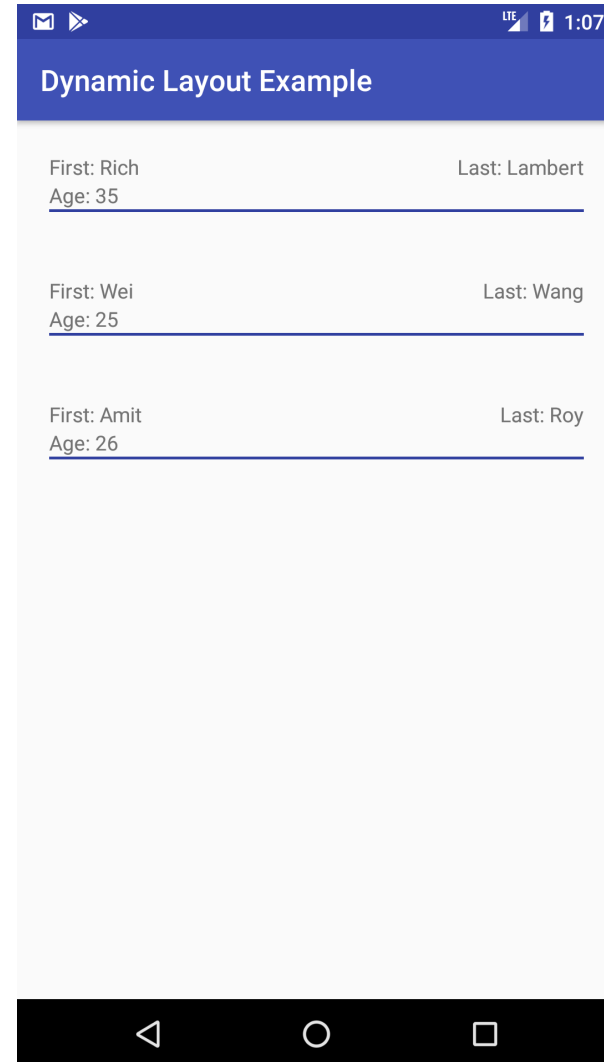 LTE 1:07
Dynamic Layout Example
First: Rich Last: Lambert
Age: 35
First: Wei Last: Wang
Age: 25
First: Amit Last: Roy
Age: 26